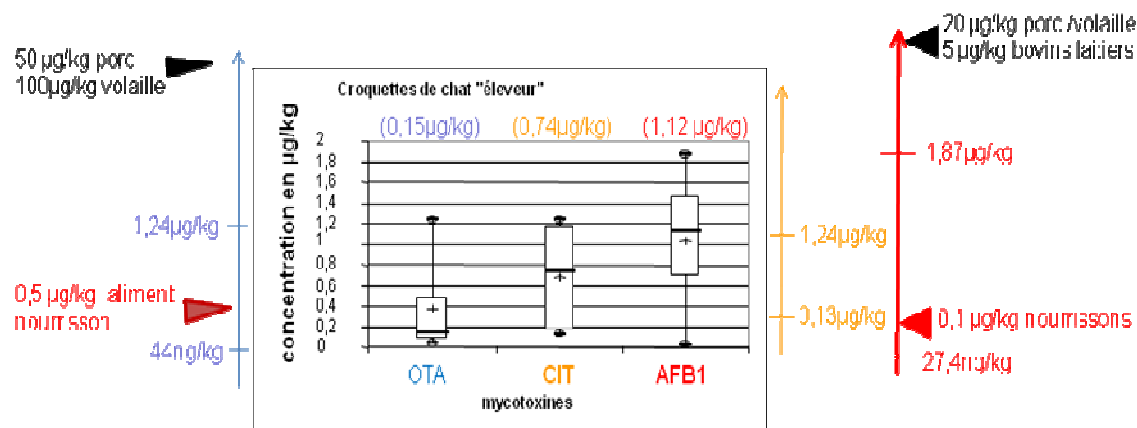 50 µg/kg porc
100µg/kg volaille
1,24µg/kg
0,5 µg/kg aliment
nourrisson
44ng/kg
Croquettes de chat "éleveur"
(0,15µg/kg)
(0,74µg/kg)
(1,12 µg/kg)
concentration en µg/kg
2
1,8
1,6
1,4
1,2
1
0,8
0,6
0,4
0,2
0
OTA
CIT
AFB1
mycotoxines
1,24µg/kg
0,13µg/kg
20 µg/kg porc /volaille
5 µg/kg bovins laitiers
1,87µg/kg
0,1 µg/kg nourrissons
27,4ng/kg